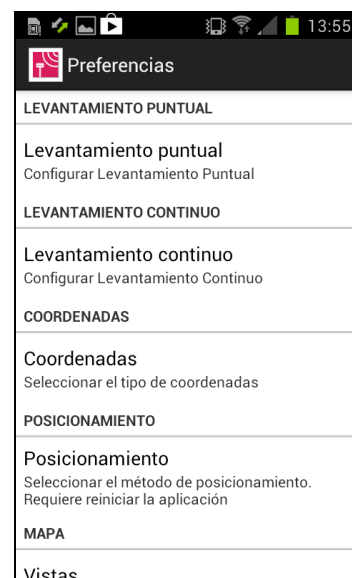 13:55
Preferencias
LEVANTAMIENTO PUNTUAL
Levantamiento puntual
Configurar Levantamiento Puntual
LEVANTAMIENTO CONTINUO
Levantamiento continuo
Configurar Levantamiento Continuo
COORDENADAS
Coordenadas
Seleccionar el tipo de coordenadas
POSICIONAMIENTO
Posicionamiento
Seleccionar el método de posicionamiento.
Requiere reiniciar la aplicación
MAPA
Vistas